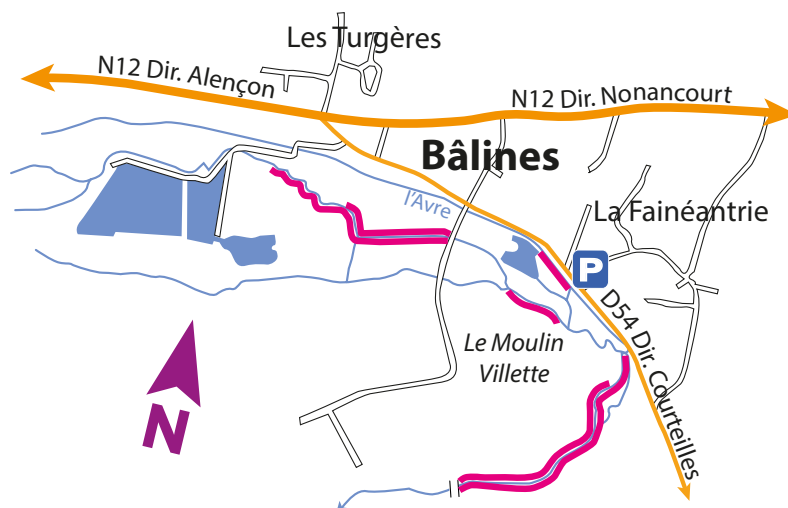 Les Turgères
N12 Dir. Alençon
N12 Dir. Nonancourt
Bâlines
l'Avre
La Fainéantrie
P
D54 Dir. Courteilles
Le Moulin
Villette
N